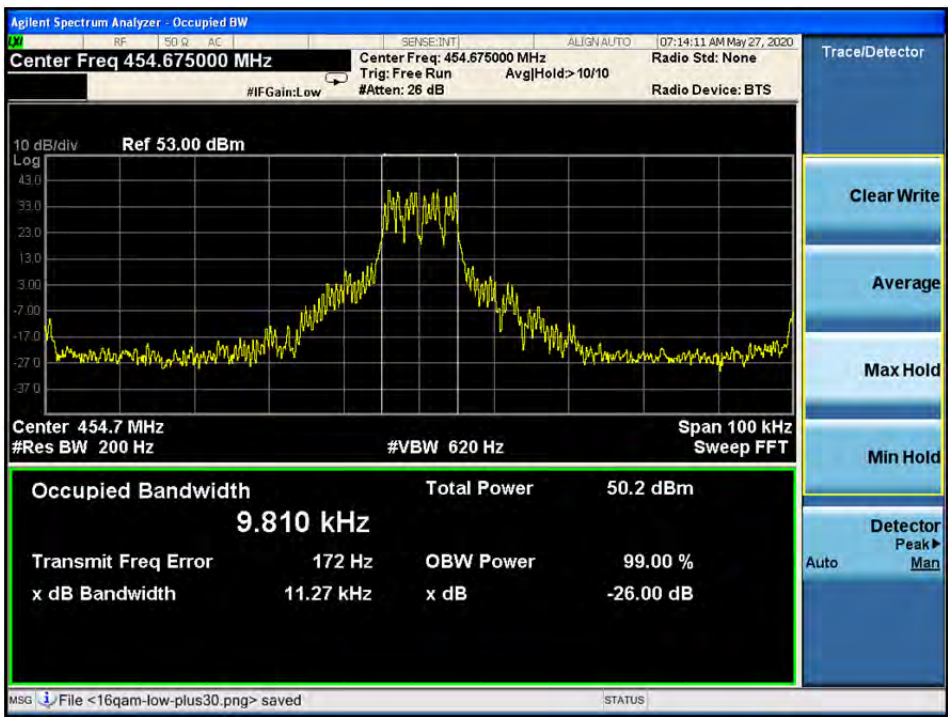 Agilent Spectrum Analyzer - Occupied BW
LXI RF 50 Ω AC SENSE:INT ALIGN AUTO 07:14:11 AM May 27, 2020
Center Freq 454.675000 MHz
Center Freq: 454.675000 MHz
Radio Std: None
Trig: Free Run Avg|Hold:>10/10
#IFGain:Low #Atten: 26 dB Radio Device: BTS
10 dB/div Ref 53.00 dBm
Log
43.0
33.0
23.0
13.0
3.00
-7.00
-17.0
-27.0
-37.0
Center 454.7 MHz Span 100 kHz
#Res BW 200 Hz #VBW 620 Hz Sweep FFT
Occupied Bandwidth Total Power 50.2 dBm
9.810 kHz
Transmit Freq Error 172 Hz OBW Power 99.00 %
x dB Bandwidth 11.27 kHz x dB -26.00 dB
MSG File <16qam-low-plus30.png> saved STATUS
Trace/Detector
Clear Write
Average
Max Hold
Min Hold
Detector
Peak▶
Auto Man